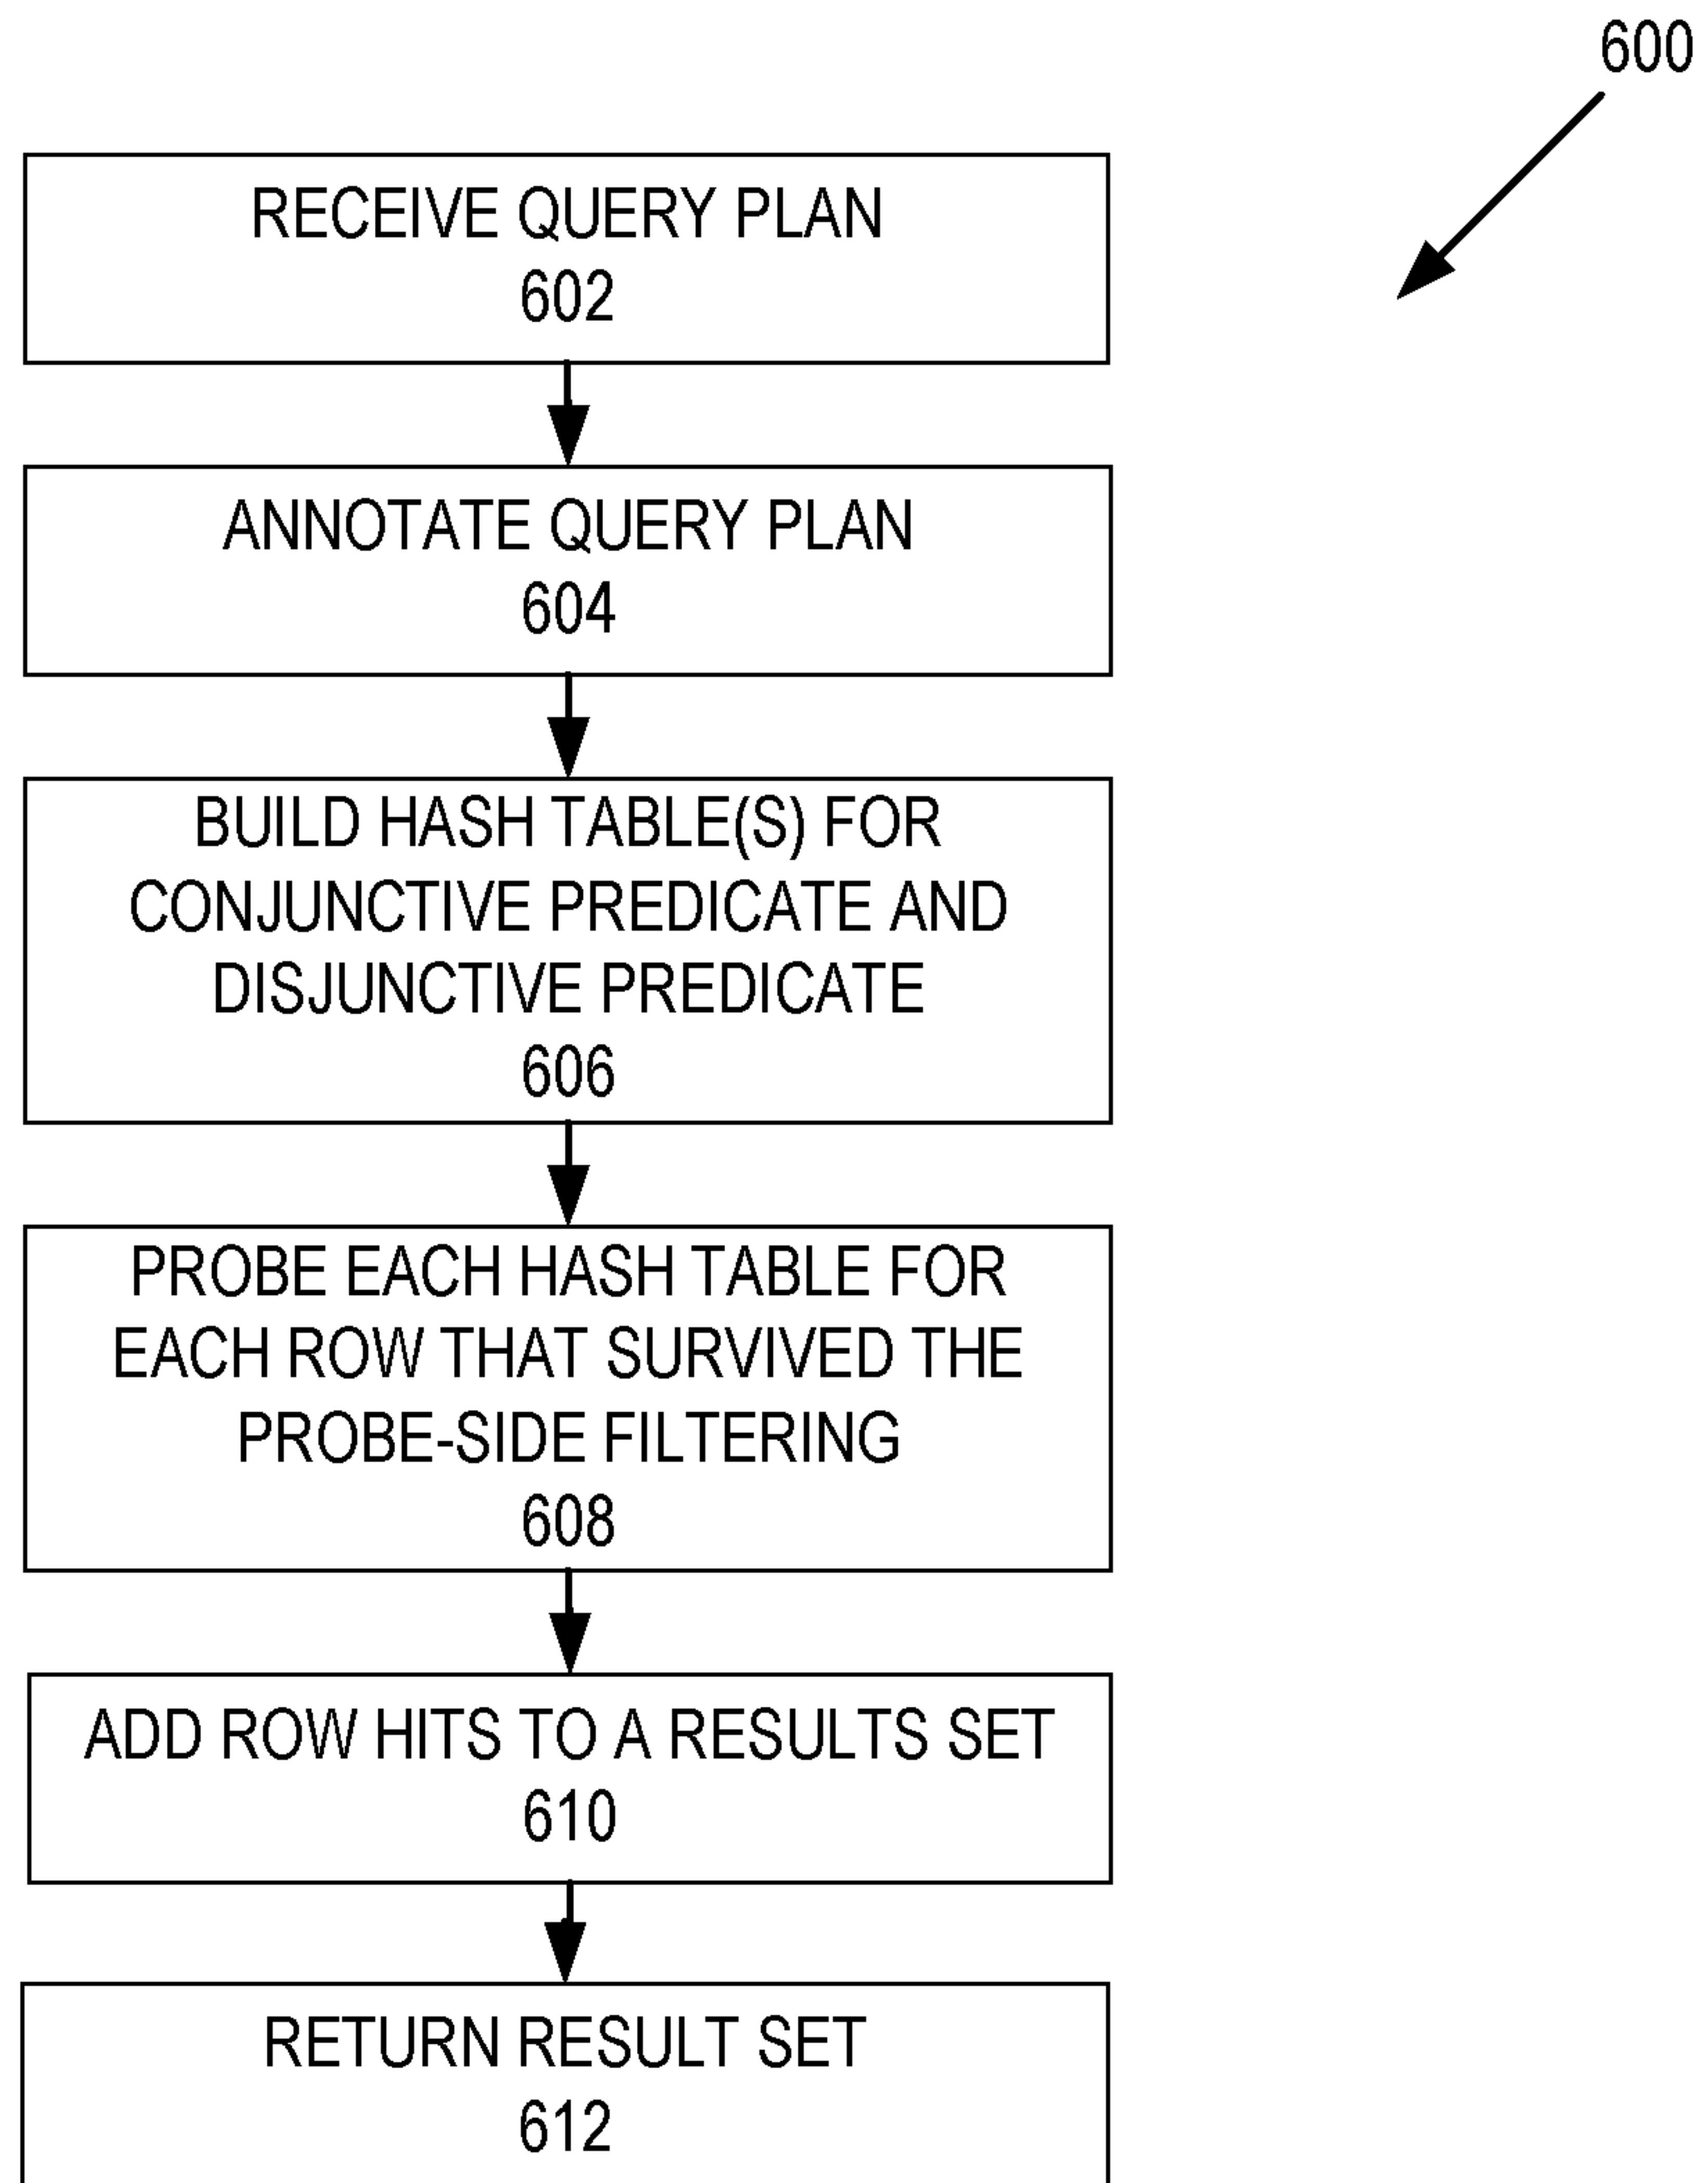 600
RECEIVE QUERY PLAN
602
ANNOTATE QUERY PLAN
604
BUILD HASH TABLE(S) FOR
CONJUNCTIVE PREDICATE AND
DISJUNCTIVE PREDICATE
606
PROBE EACH HASH TABLE FOR
EACH ROW THAT SURVIVED THE
PROBE-SIDE FILTERING
608
ADD ROW HITS TO A RESULTS SET
610
RETURN RESULT SET
612